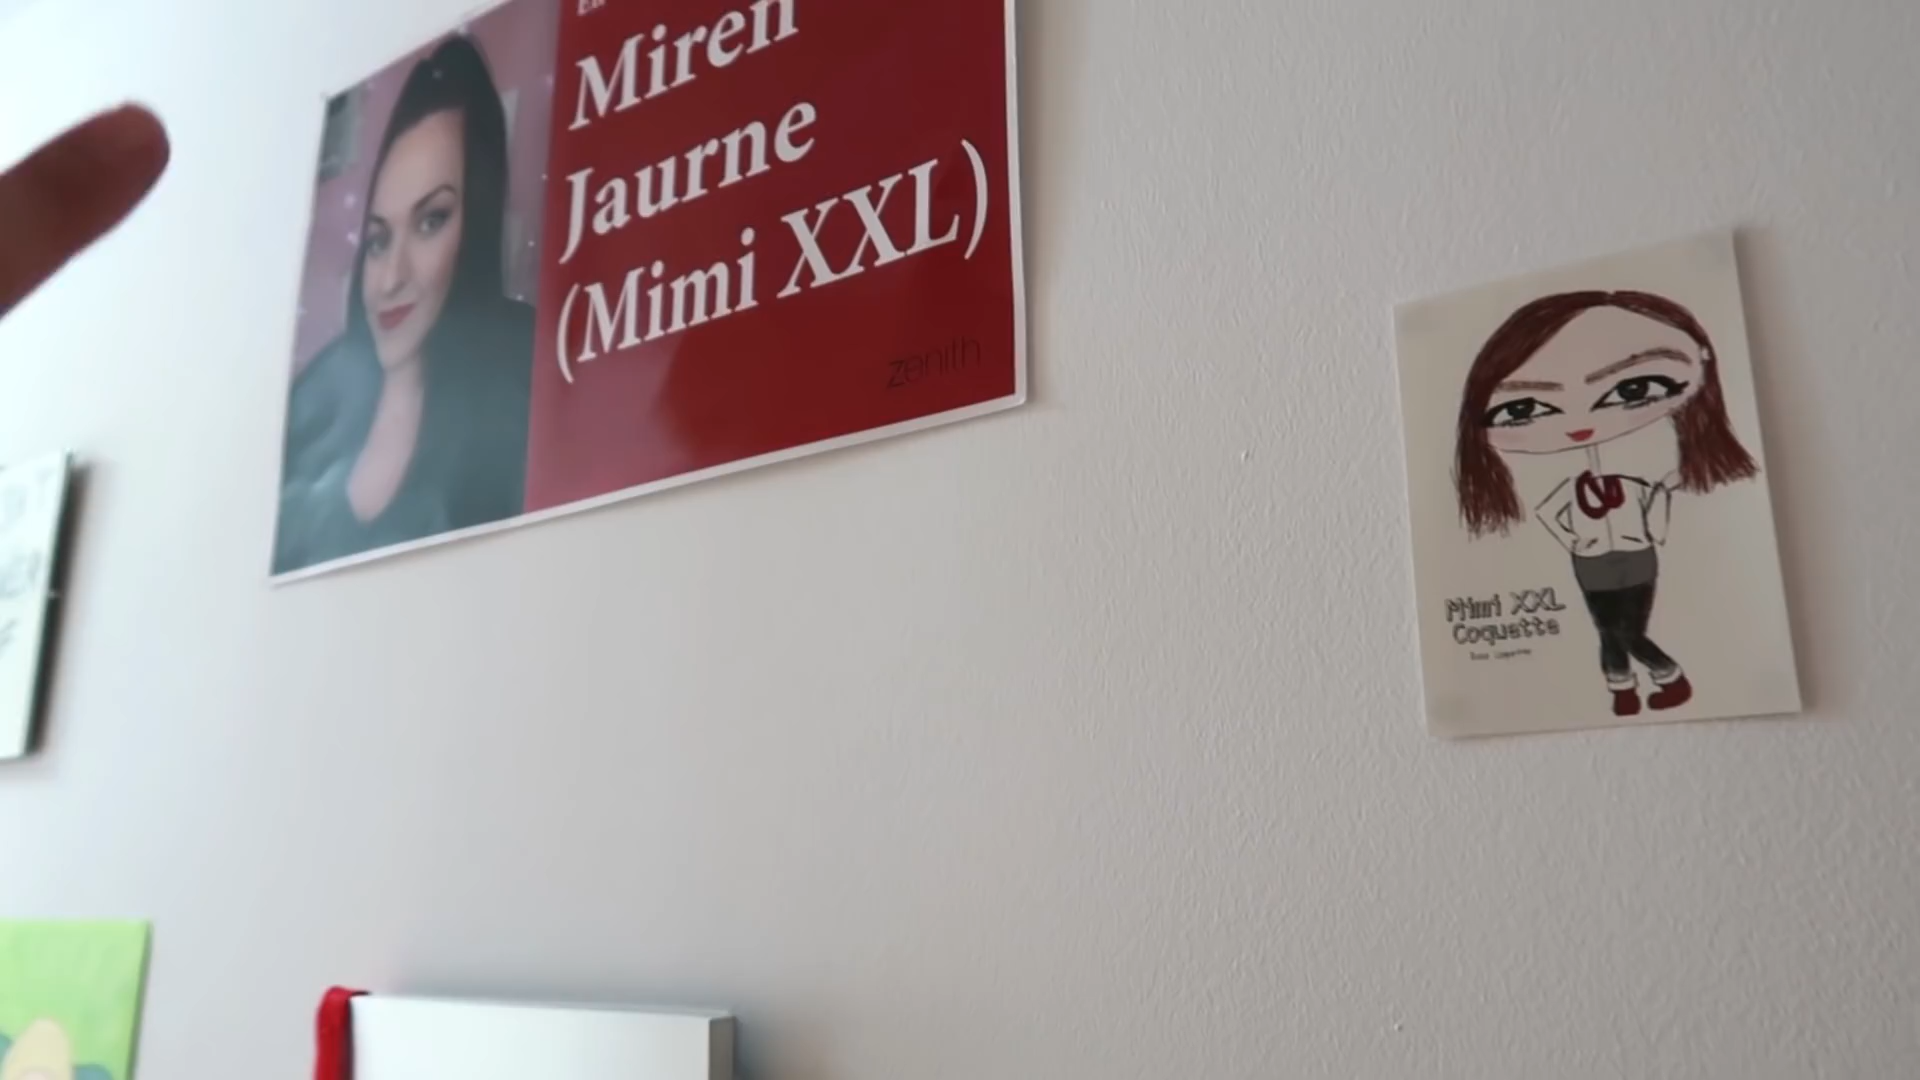 Miren
Jaurne
(Mimi XXL)
zenith
Mimi XXL
Coquette